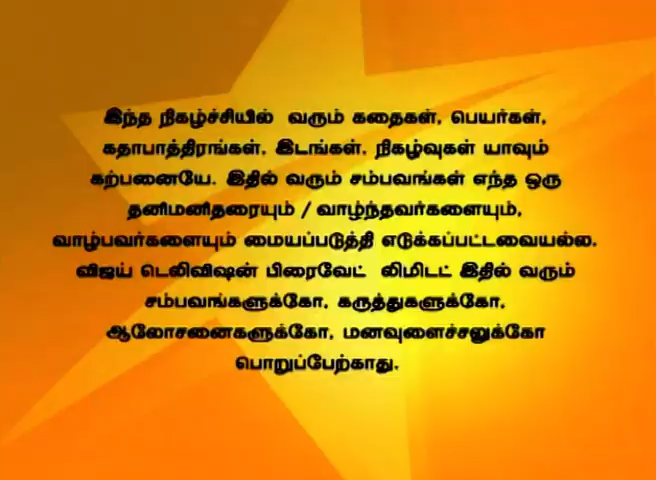 இந்த நிகழ்ச்சியில் வரும் கதைகள், பெயர்கள்,
கதாபாத்திரங்கள், இடங்கள், நிகழ்வுகள் யாவும்
கற்பனையே. இதில் வரும் சம்பவங்கள் எந்த ஒரு
தனிமனிதரையும் / வாழ்ந்தவர்களையும்,
வாழ்பவர்களையும் மையப்படுத்தி எடுக்கப்பட்டவையல்ல.
விஜய் டெலிவிஷன் பிரைவேட் லிமிடட் இதில் வரும்
சம்பவங்களுக்கோ, கருத்துகளுக்கோ,
ஆலோசனைகளுக்கோ, மனவுளைச்சலுக்கோ
பொறுப்பேற்காது.